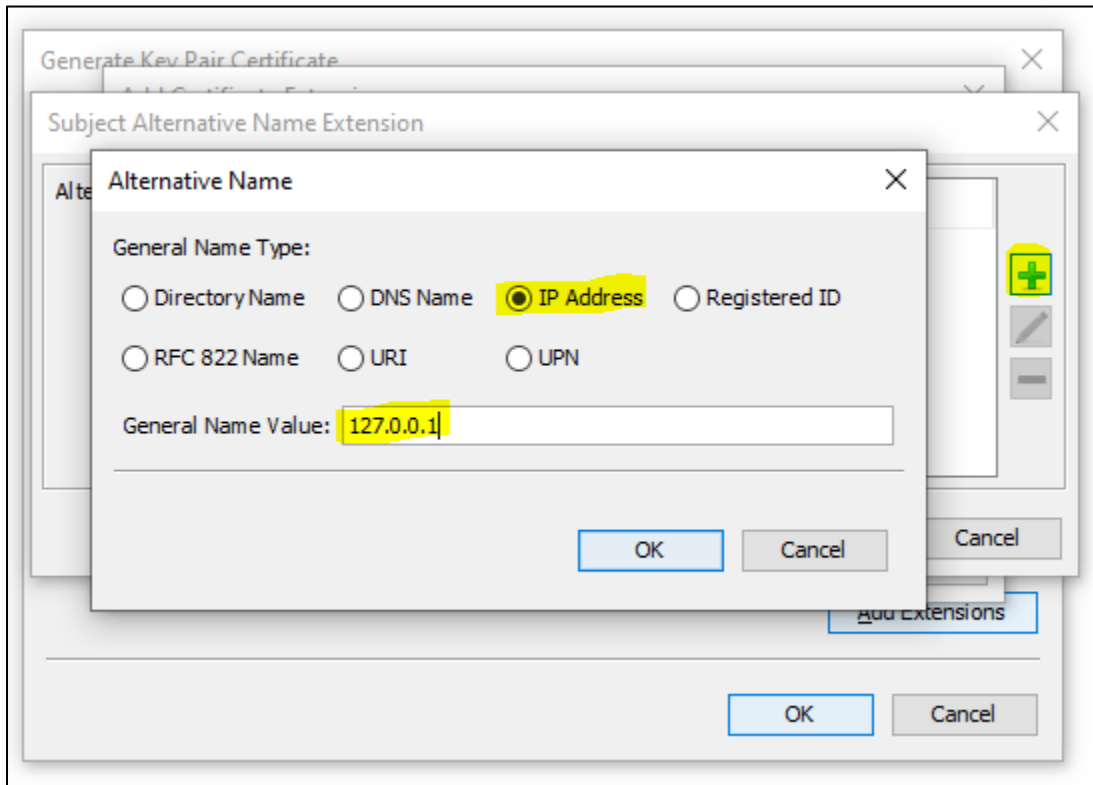 Generate Key Pair Certificate
Subject Alternative Name Extension
Alte
Alternative Name
General Name Type:
Directory Name DNS Name IP Address Registered ID
RFC 822 Name URI UPN
General Name Value: 127.0.0.1
OK Cancel
Cancel
Add Extensions
OK Cancel